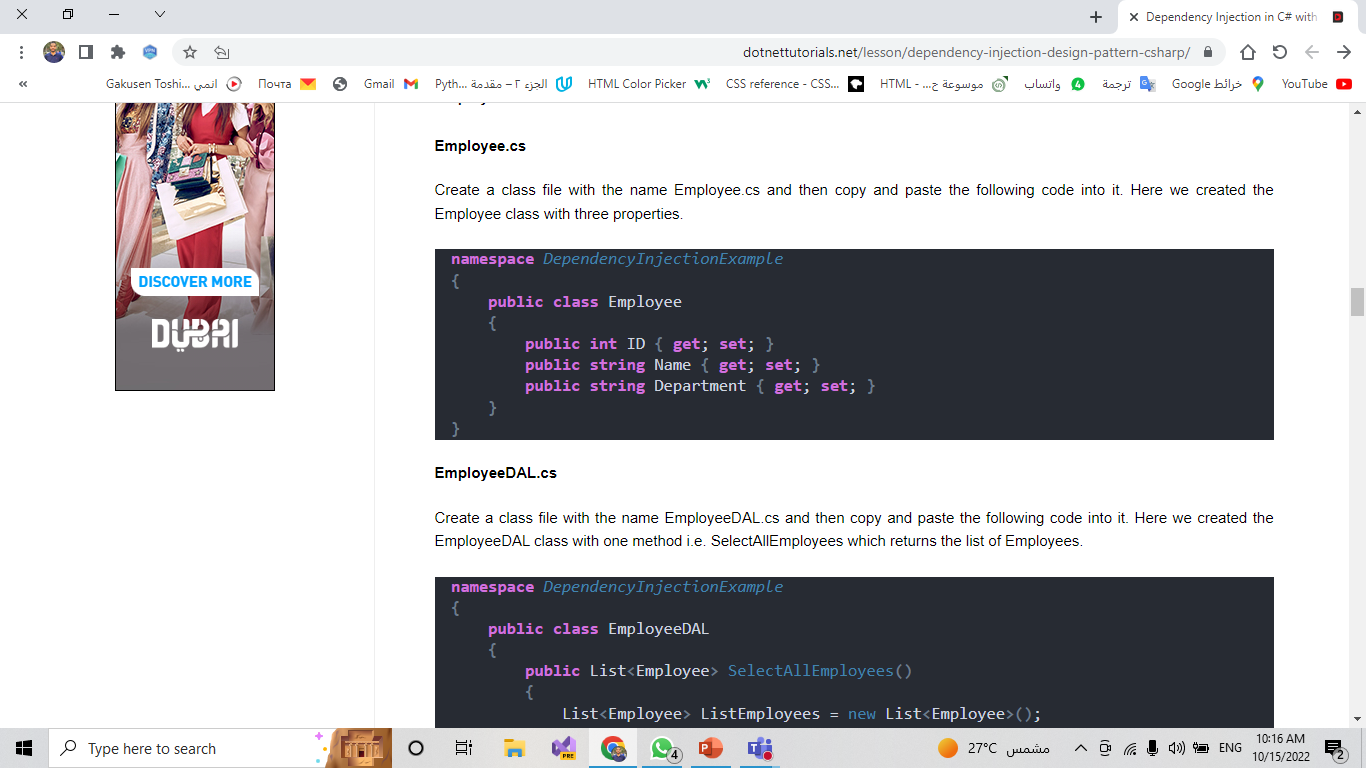 Dependency Injection in C# with
dotnettutorials.net/lesson/dependency-injection-design-pattern-csharp/
«
Gakusen Toshi... انمي
Почта
Gmail
Pyth... الجزء ٢ – مقدمة
HTML Color Picker
CSS reference - CSS...
HTML - ...موسوعة ح
واتساب
ترجمة
Google خرائط
YouTube
Employee.cs
Create a class file with the name Employee.cs and then copy and paste the following code into it. Here we created the
Employee class with three properties.
namespace DependencyInjectionExample
{
public class Employee
{
public int ID { get; set; }
public string Name { get; set; }
public string Department { get; set; }
}
}
DISCOVER MORE
DUBAI
EmployeeDAL.cs
Create a class file with the name EmployeeDAL.cs and then copy and paste the following code into it. Here we created the
EmployeeDAL class with one method i.e. SelectAllEmployees which returns the list of Employees.
namespace DependencyInjectionExample
{
public class EmployeeDAL
{
public List<Employee> SelectAllEmployees()
{
List<Employee> ListEmployees = new List<Employee>();
Type here to search
PRE
4
27°C مشمس
ENG
10:16 AM
10/15/2022
2